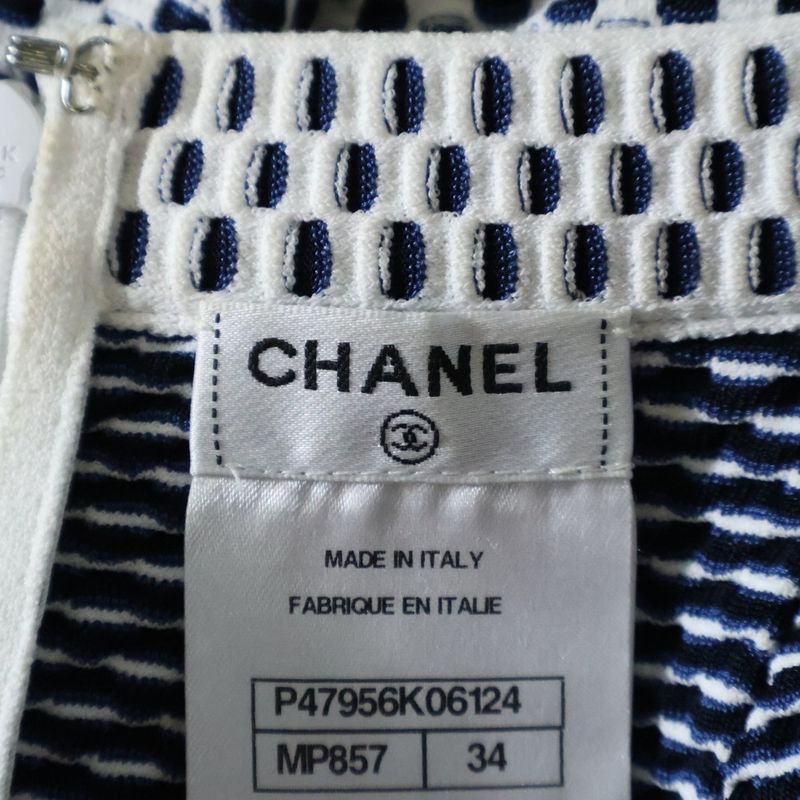 CHANEL
MADE IN ITALY
FABRIQUE EN ITALIE
P47956K06124
MP857 34